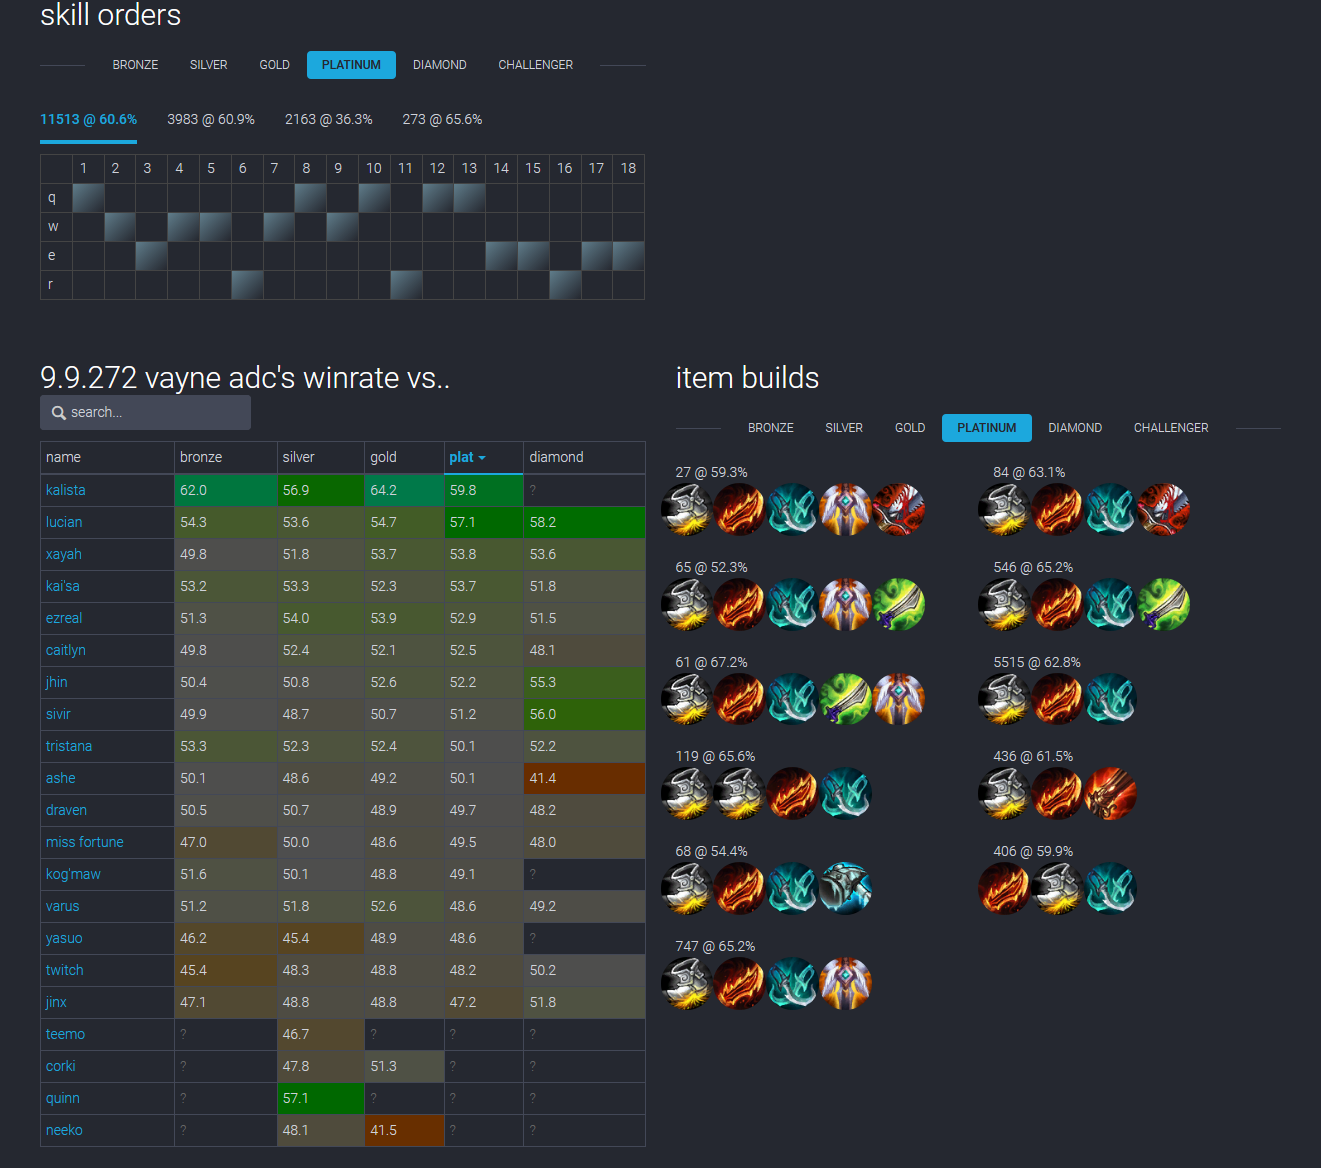 skill orders
BRONZE SILVER GOLD PLATINUM DIAMOND CHALLENGER
11513 @ 60.6% 3983 @ 60.9% 2163 @ 36.3% 273 @ 65.6%
1 2 3 4 5 6 7 8 9 10 11 12 13 14 15 16 17 18
q
w
e
r
9.9.272 vayne adc's winrate vs..
search...
name bronze silver gold plat diamond
kalista 62.0 56.9 64.2 59.8 ?
lucian 54.3 53.6 54.7 57.1 58.2
xayah 49.8 51.8 53.7 53.8 53.6
kai'sa 53.2 53.3 52.3 53.7 51.8
ezreal 51.3 54.0 53.9 52.9 51.5
caitlyn 49.8 52.4 52.1 52.5 48.1
jhin 50.4 50.8 52.6 52.2 55.3
sivir 49.9 48.7 50.7 51.2 56.0
tristana 53.3 52.3 52.4 50.1 52.2
ashe 50.1 48.6 49.2 50.1 41.4
draven 50.5 50.7 48.9 49.7 48.2
miss fortune 47.0 50.0 48.6 49.5 48.0
kog'maw 51.6 50.1 48.8 49.1 ?
varus 51.2 51.8 52.6 48.6 49.2
yasuo 46.2 45.4 48.9 48.6 ?
twitch 45.4 48.3 48.8 48.2 50.2
jinx 47.1 48.8 48.8 47.2 51.8
teemo ? 46.7 ? ? ?
corki ? 47.8 51.3 ? ?
quinn ? 57.1 ? ? ?
neeko ? 48.1 41.5 ? ?
item builds
BRONZE SILVER GOLD PLATINUM DIAMOND CHALLENGER
27 @ 59.3% 84 @ 63.1%
65 @ 52.3% 546 @ 65.2%
61 @ 67.2% 5515 @ 62.8%
119 @ 65.6% 436 @ 61.5%
68 @ 54.4% 406 @ 59.9%
747 @ 65.2%